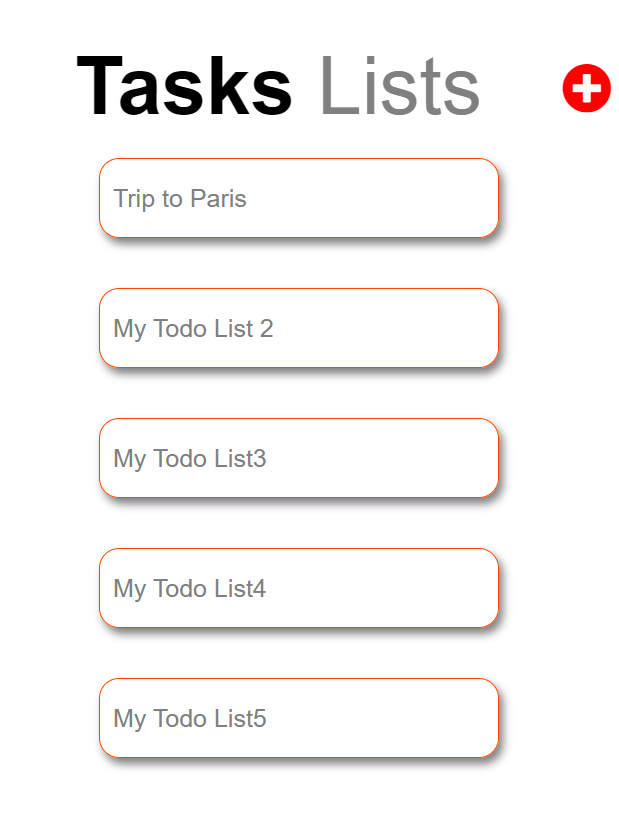 Tasks Lists
Trip to Paris
My Todo List 2
My Todo List3
My Todo List4
My Todo List5